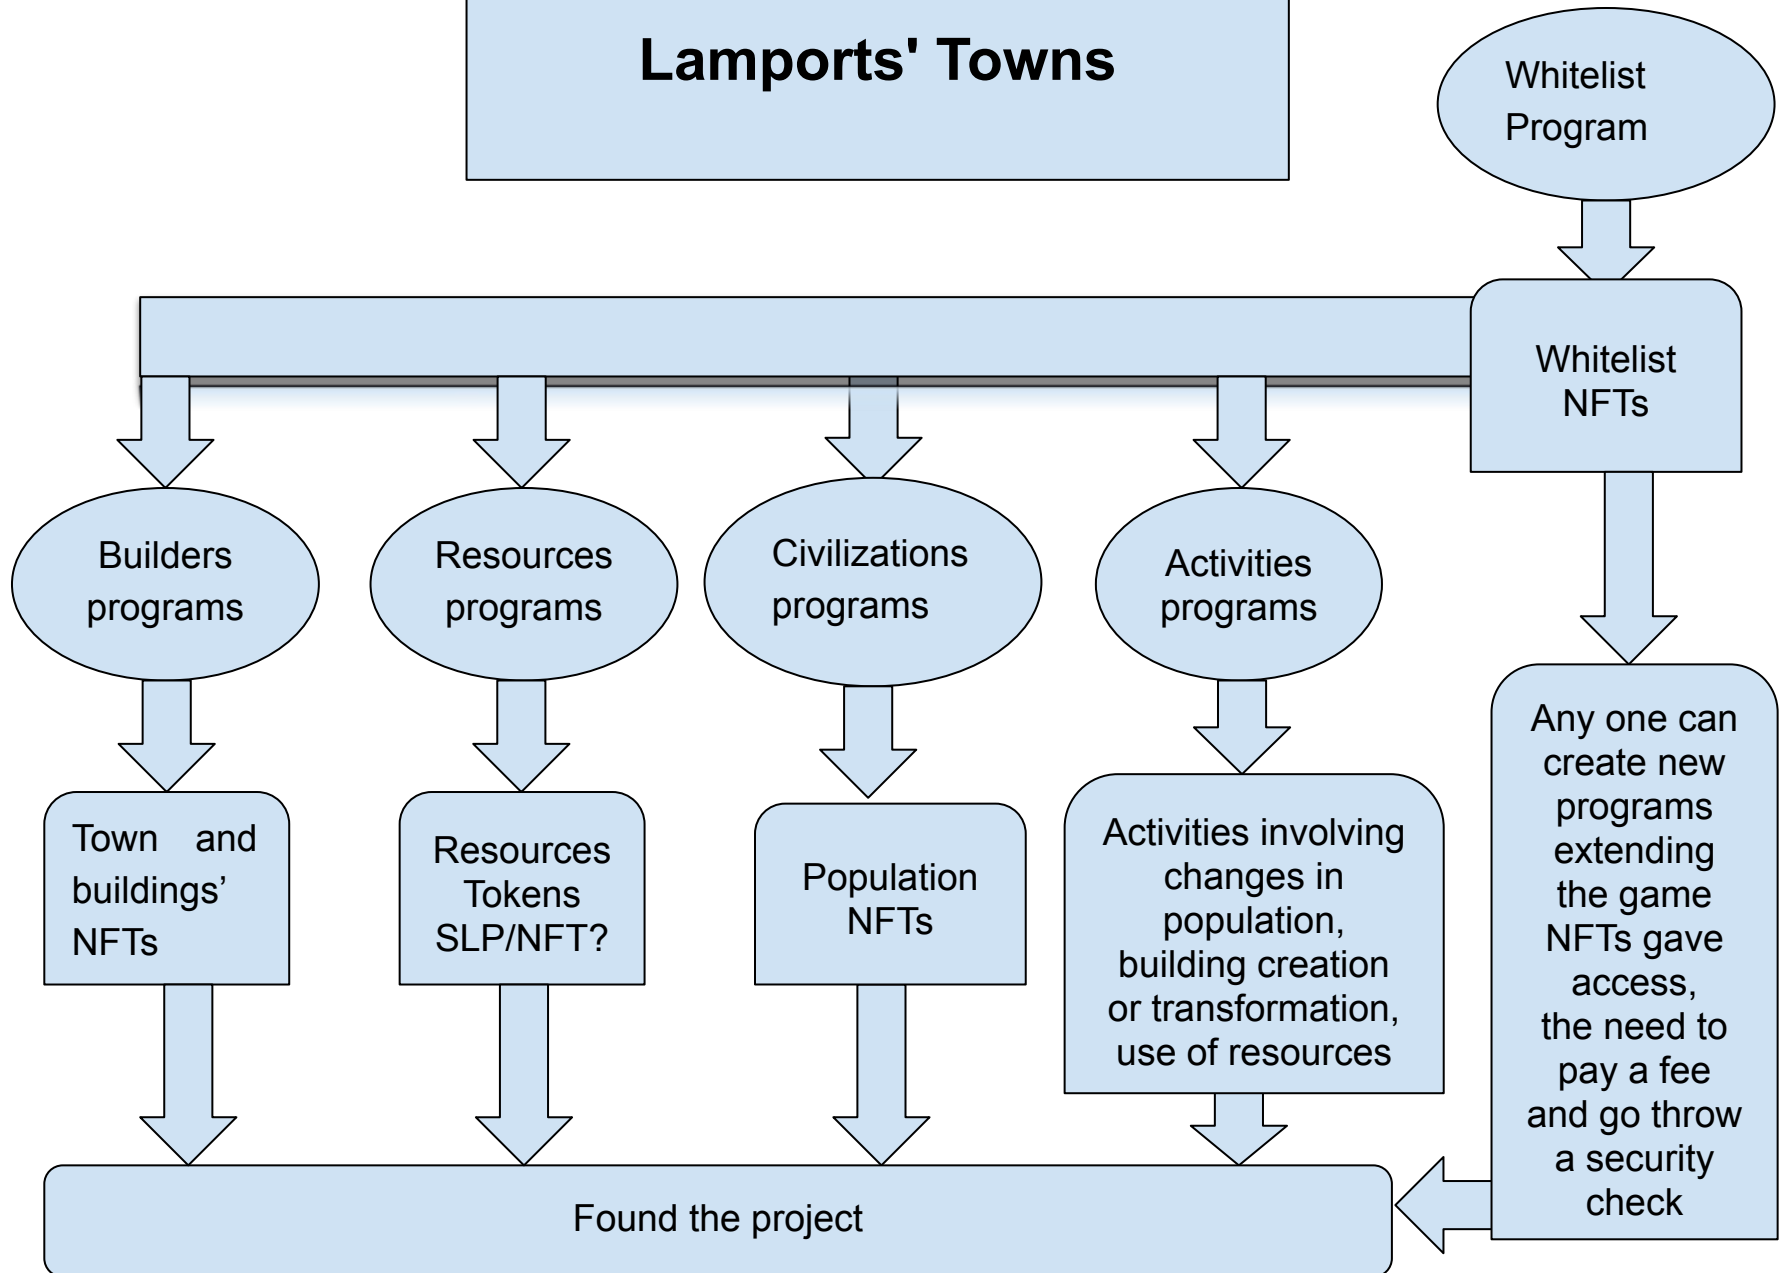 Lamports' Towns
Whitelist
Program
Whitelist
NFTs
Builders
programs
Resources
programs
Civilizations
programs
Activities
programs
Town and
buildings’
NFTs
Resources
Tokens
SLP/NFT?
Population
NFTs
Activities involving
changes in
population,
building creation
or transformation,
use of resources
Any one can
create new
programs
extending
the game
NFTs gave
access,
the need to
pay a fee
and go throw
a security
check
Found the project